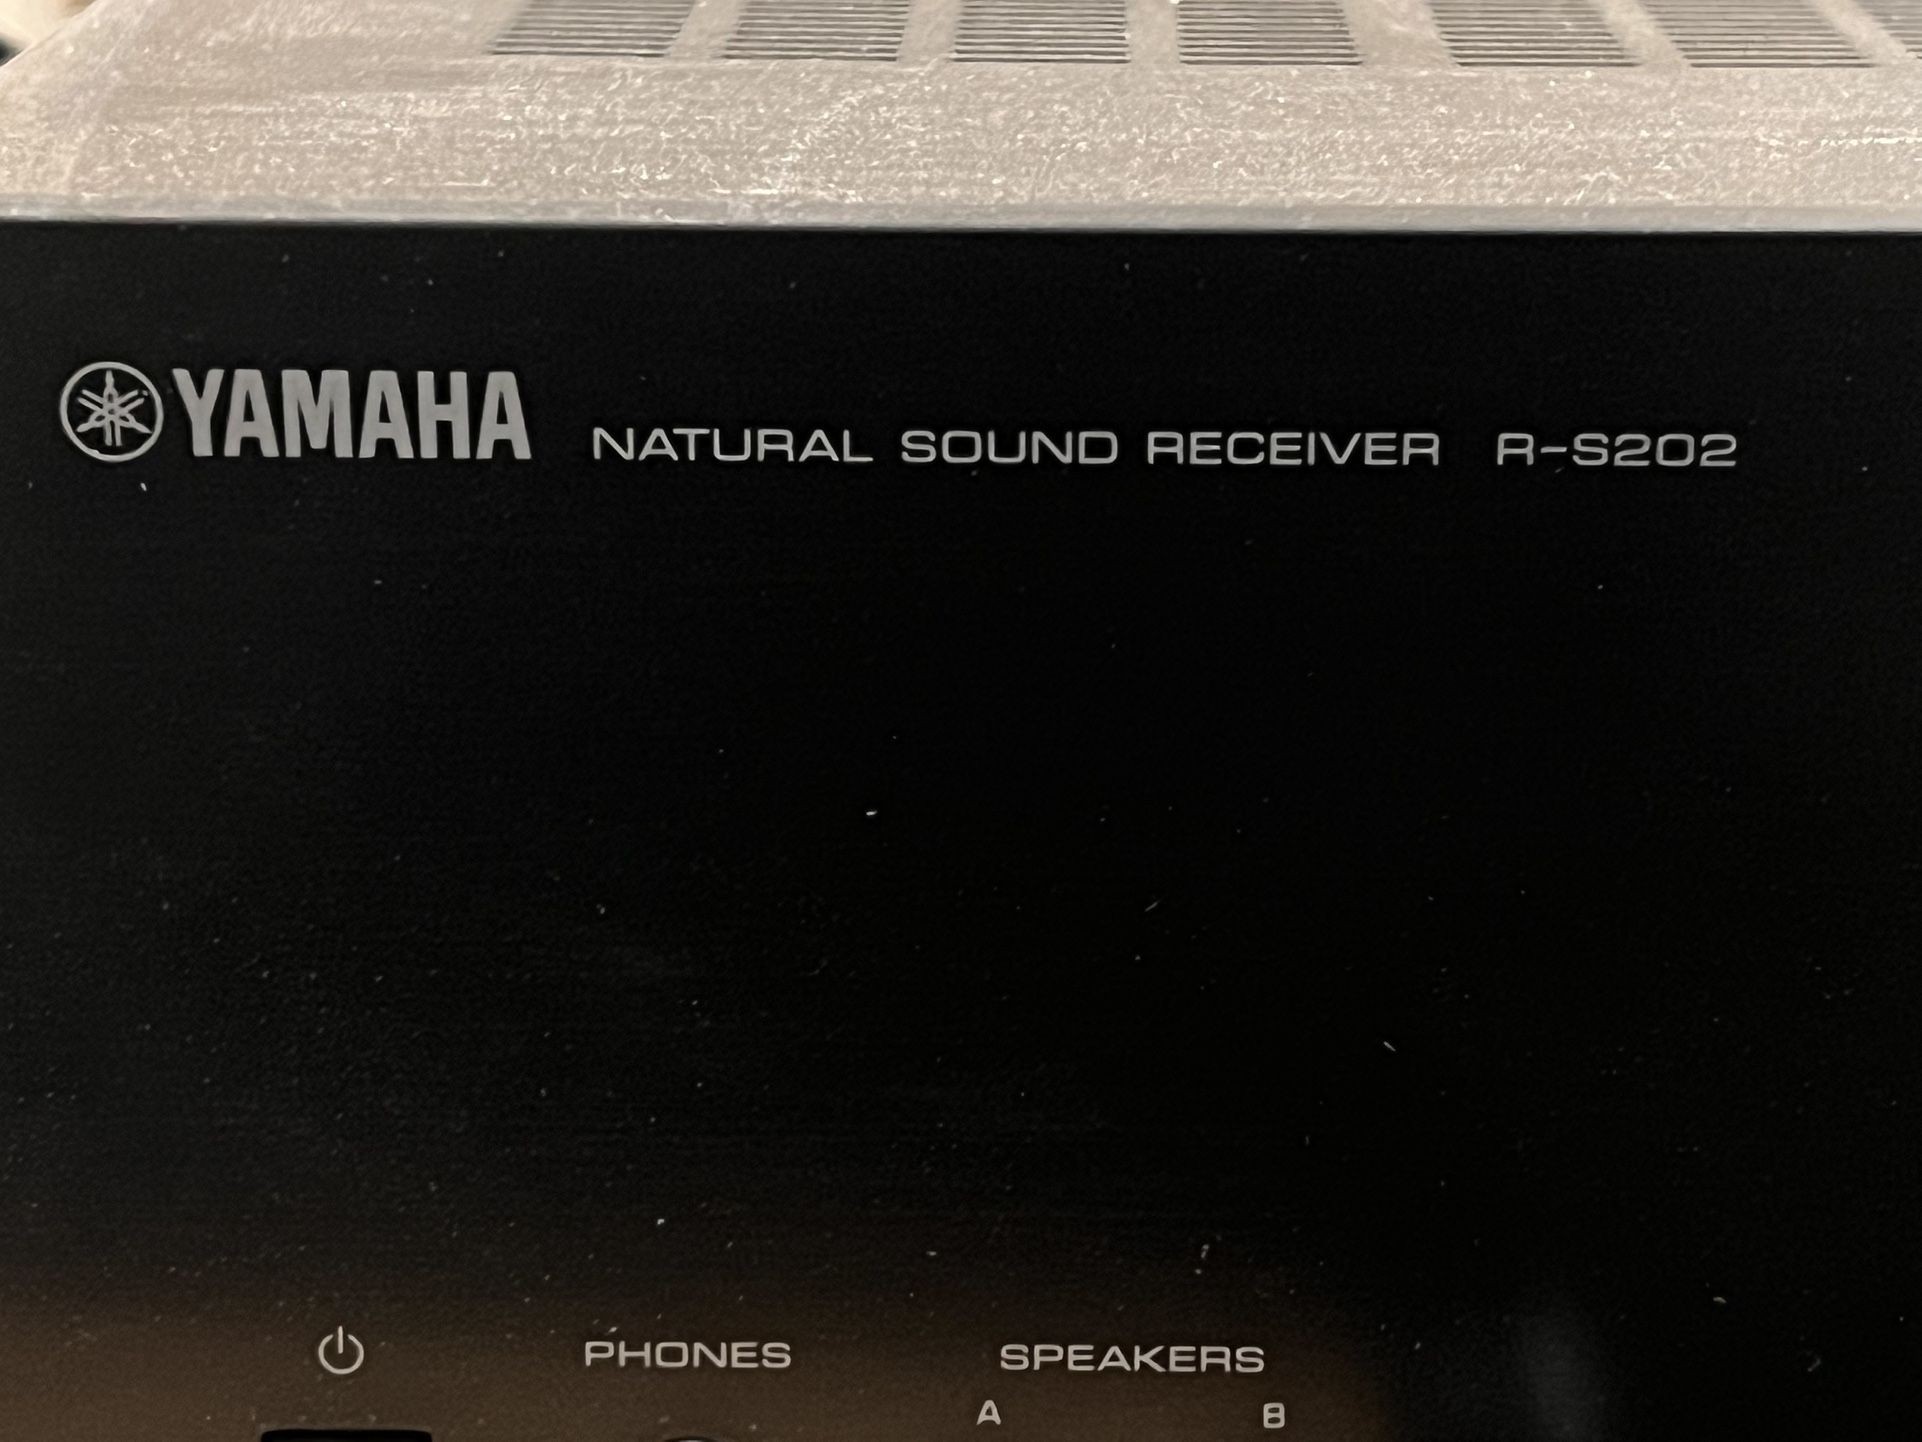 YAMAHA NATURAL SOUND RECEIVER R-S202
PHONES SPEAKERS
A B